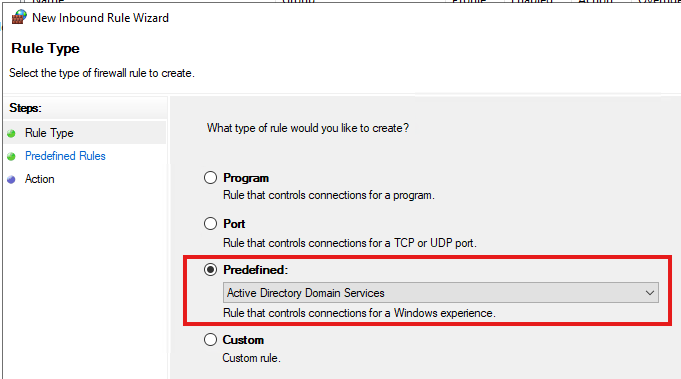 New Inbound Rule Wizard
Rule Type
Select the type of firewall rule to create.
Steps:
Rule Type
Predefined Rules
Action
What type of rule would you like to create?
Program
Rule that controls connections for a program.
Port
Rule that controls connections for a TCP or UDP port.
Predefined:
Active Directory Domain Services
Rule that controls connections for a Windows experience.
Custom
Custom rule.